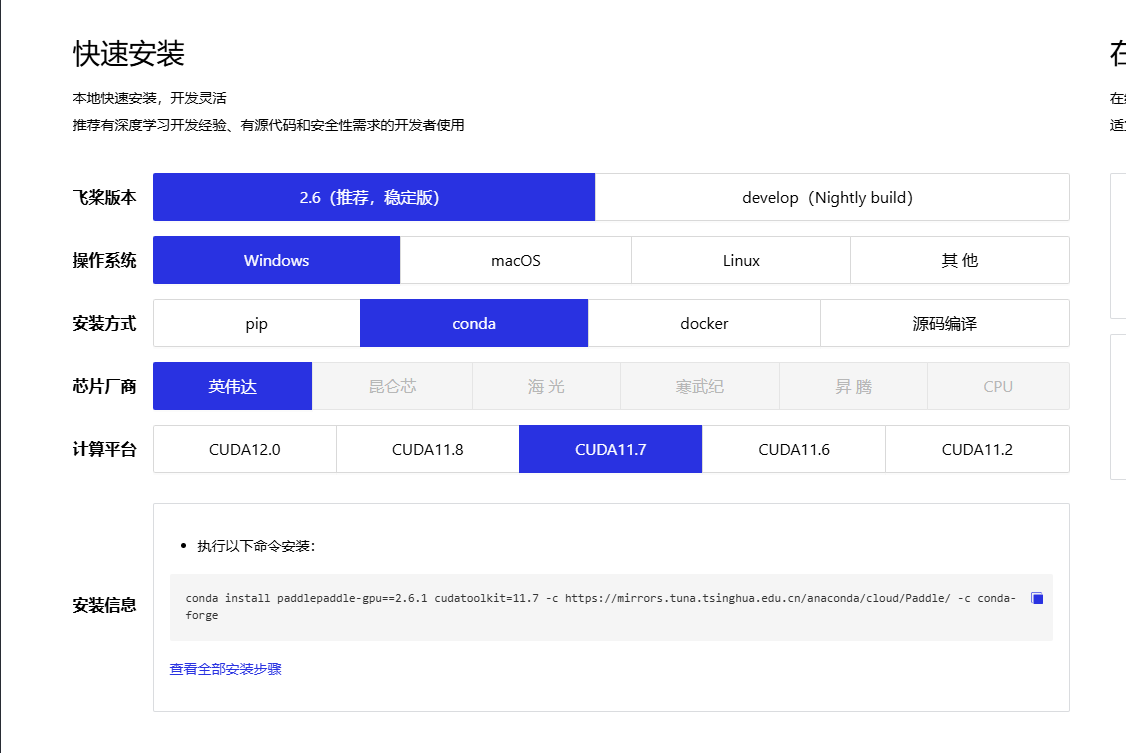 快速安装
本地快速安装，开发灵活
推荐有深度学习开发经验、有源代码和安全性需求的开发者使用
飞桨版本 2.6（推荐，稳定版） develop（Nightly build）
操作系统 Windows macOS Linux 其 他
安装方式 pip conda docker 源码编译
芯片厂商 英伟达 昆仑芯 海 光 寒武纪 昇 腾 CPU
计算平台 CUDA12.0 CUDA11.8 CUDA11.7 CUDA11.6 CUDA11.2
安装信息
• 执行以下命令安装：
conda install paddlepaddle-gpu==2.6.1 cudatoolkit=11.7 -c https://mirrors.tuna.tsinghua.edu.cn/anaconda/cloud/Paddle/ -c conda-
forge
查看全部安装步骤
在